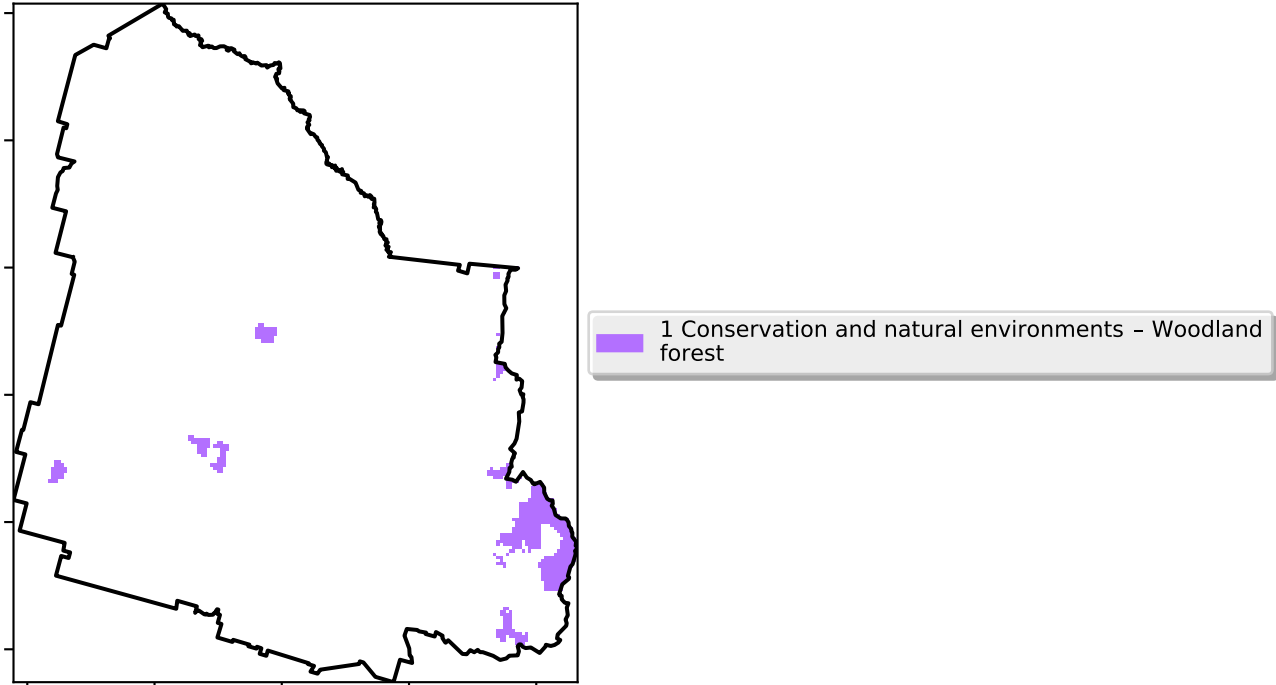 1 Conservation and natural environments – Woodland
forest